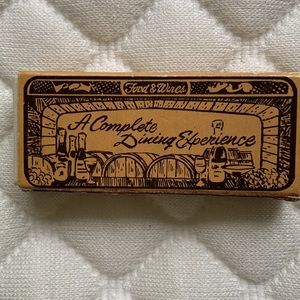 Food & Wines
A Complete
Dining Experience